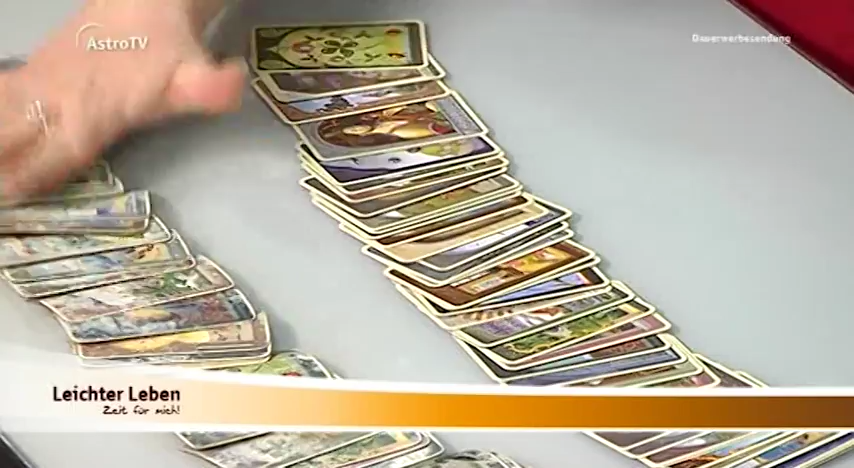 AstroTV
Dauerwerbesendung
Leichter Leben
Zeit für mich!